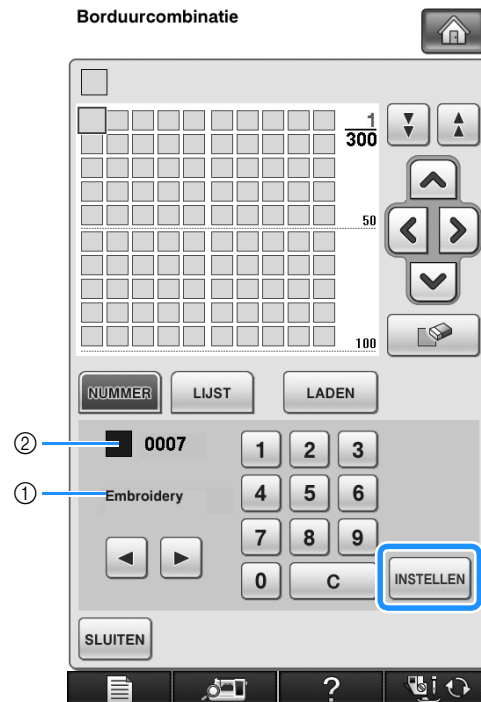 Borduurcombinatie
1
300
50
100
NUMMER LIJST LADEN
② 0007
① Embroidery
1 2 3
4 5 6
7 8 9
0 C INSTELLEN
SLUITEN
?